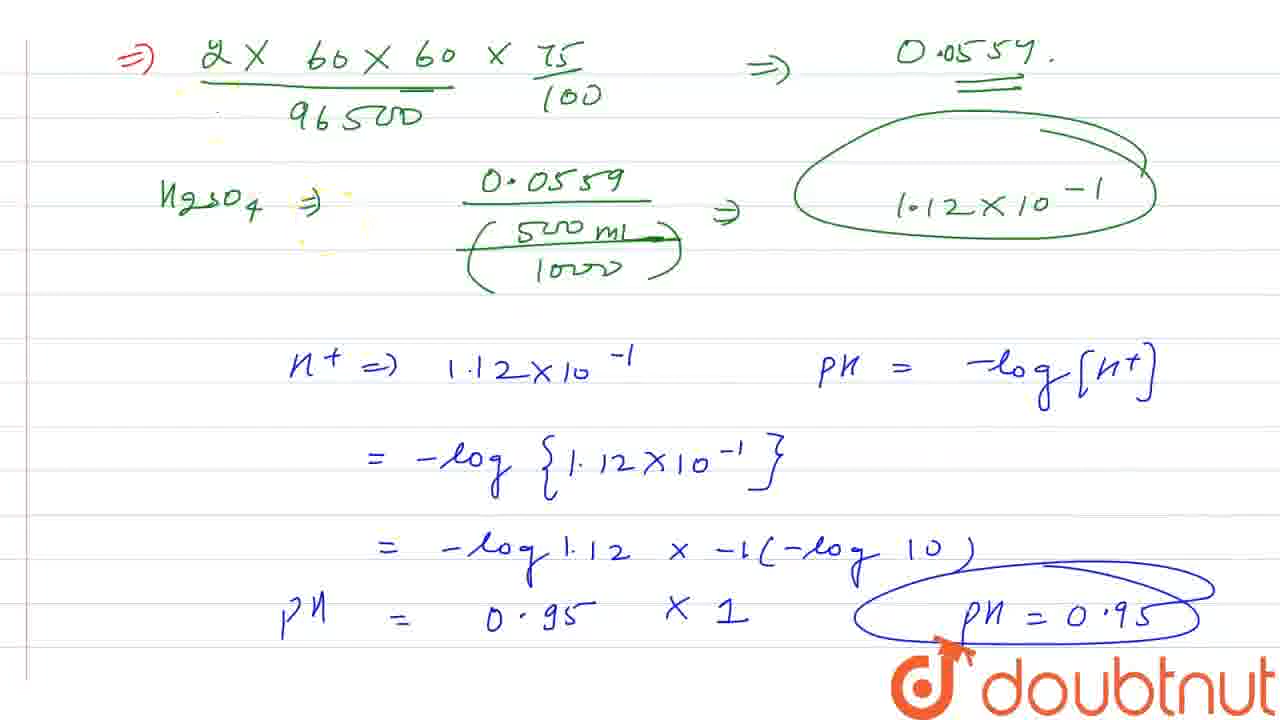 ⇒) 2 × 60 × 60 / 96500 × 75 / 100 ⇒) 0.0559.
H2SO4 ⇒) 0.0559 / (500 ml / 1000) ⇒ 1.12 × 10⁻¹
H⁺ ⇒) 1.12 × 10⁻¹ pH = -log [H⁺]
= -log {1.12 × 10⁻¹}
= -log 1.12 × -1 (-log 10)
pH = 0.95 × 1 pH = 0.95
doubtnut